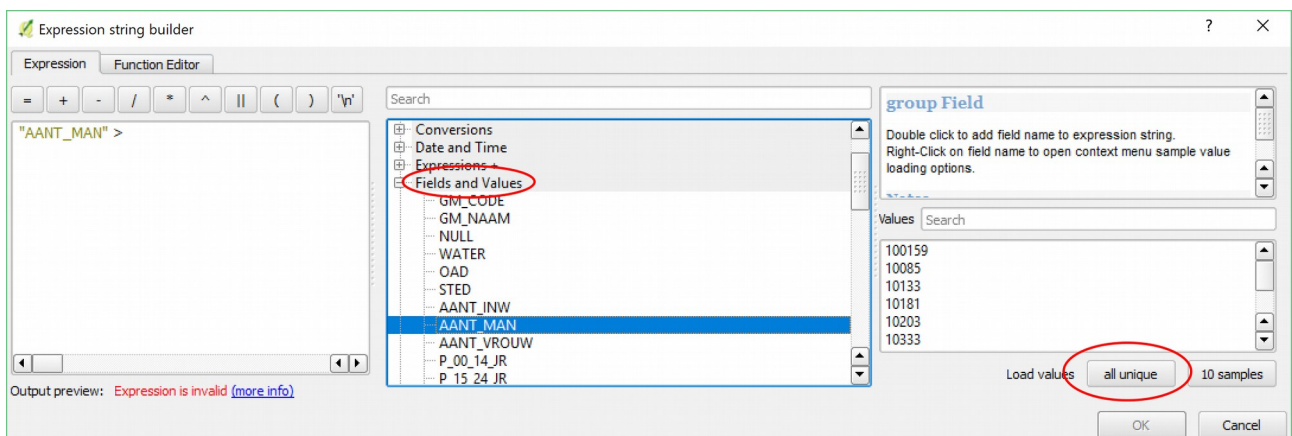 Expression string builder
?
Expression
Function Editor
= + - / * ^ || ( ) '\n'
"AANT_MAN" >
Output preview: Expression is invalid (more info)
Search
Conversions
Date and Time
Expressions +
Fields and Values
GM_CODE
GM_NAAM
NULL
WATER
OAD
STED
AANT_INW
AANT_MAN
AANT_VROUW
P_00_14_JR
P_15_24_JR
group Field
Double click to add field name to expression string.
Right-Click on field name to open context menu sample value
loading options.
Notes
Values Search
100159
10085
10133
10181
10203
10333
Load values all unique 10 samples
OK Cancel